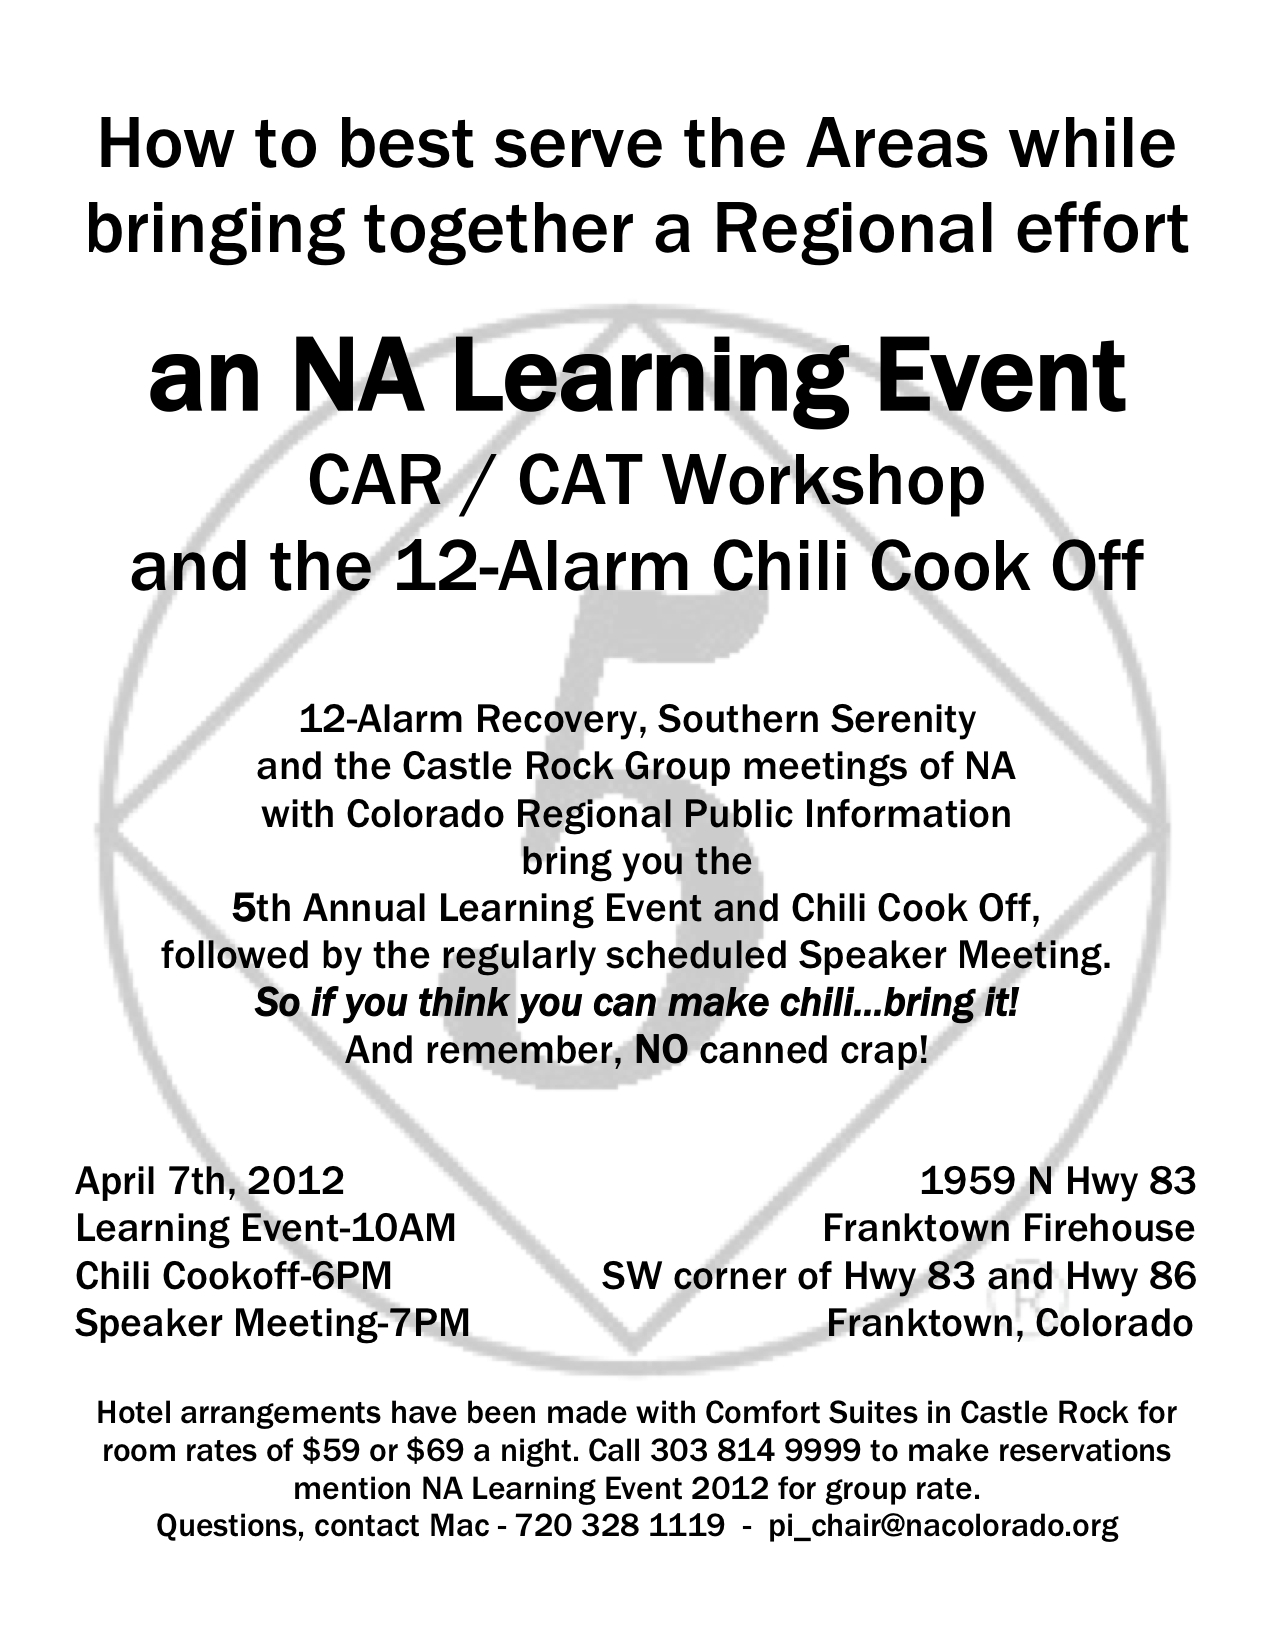 How to best serve the Areas while
bringing together a Regional effort
an NA Learning Event
CAR / CAT Workshop
and the 12-Alarm Chili Cook Off
5
12-Alarm Recovery, Southern Serenity
and the Castle Rock Group meetings of NA
with Colorado Regional Public Information
bring you the
5th Annual Learning Event and Chili Cook Off,
followed by the regularly scheduled Speaker Meeting.
So if you think you can make chili...bring it!
And remember, NO canned crap!
April 7th, 2012
Learning Event-10AM
Chili Cookoff-6PM
Speaker Meeting-7PM
1959 N Hwy 83
Franktown Firehouse
SW corner of Hwy 83 and Hwy 86
Franktown, Colorado
®
Hotel arrangements have been made with Comfort Suites in Castle Rock for
room rates of $59 or $69 a night. Call 303 814 9999 to make reservations
mention NA Learning Event 2012 for group rate.
Questions, contact Mac - 720 328 1119 - pi_chair@nacolorado.org